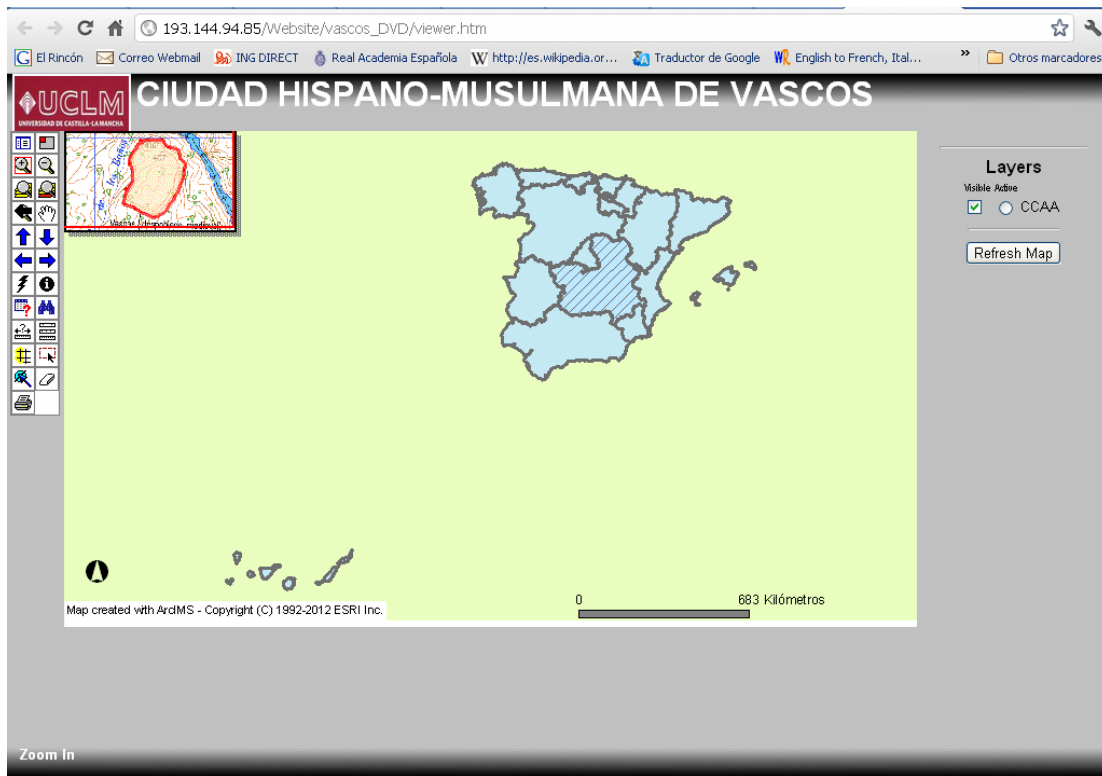 193.144.94.85/Website/vascos_DVD/viewer.htm
El Rincón Correo Webmail ING DIRECT Real Academia Española http://es.wikipedia.or... Traductor de Google English to French, Ital... » Otros marcadores
UCLM
UNIVERSIDAD DE CASTILLA-LA MANCHA
CIUDAD HISPANO-MUSULMANA DE VASCOS
Layers
Visible Active
CCAA
Refresh Map
0 683 Kilómetros
Map created with ArcIMS - Copyright (C) 1992-2012 ESRI Inc.
Zoom In